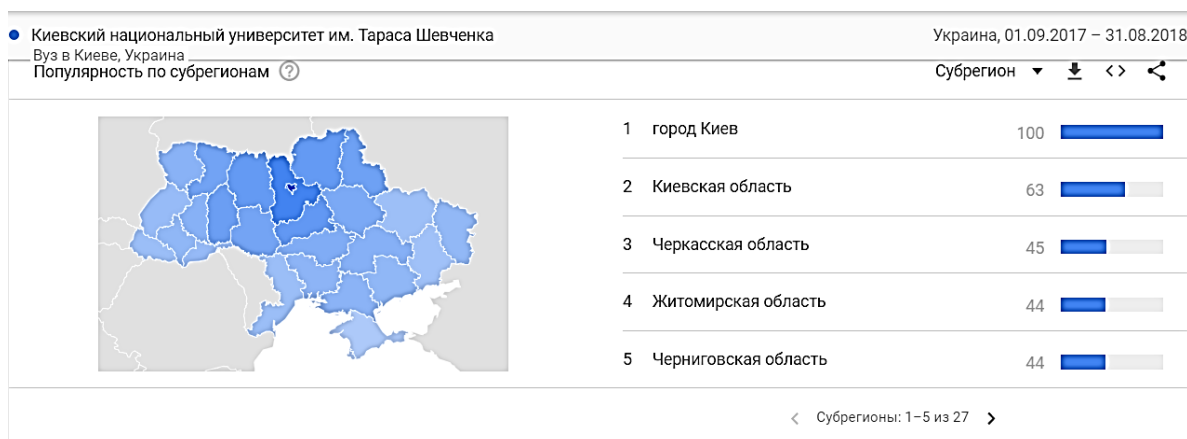 Киевский национальный университет им. Тараса Шевченка
Украина, 01.09.2017 – 31.08.2018
Вуз в Киеве, Украина
Популярность по субрегионам ?
Субрегион
1 город Киев 100
2 Киевская область 63
3 Черкасская область 45
4 Житомирская область 44
5 Черниговская область 44
Субрегионы: 1–5 из 27